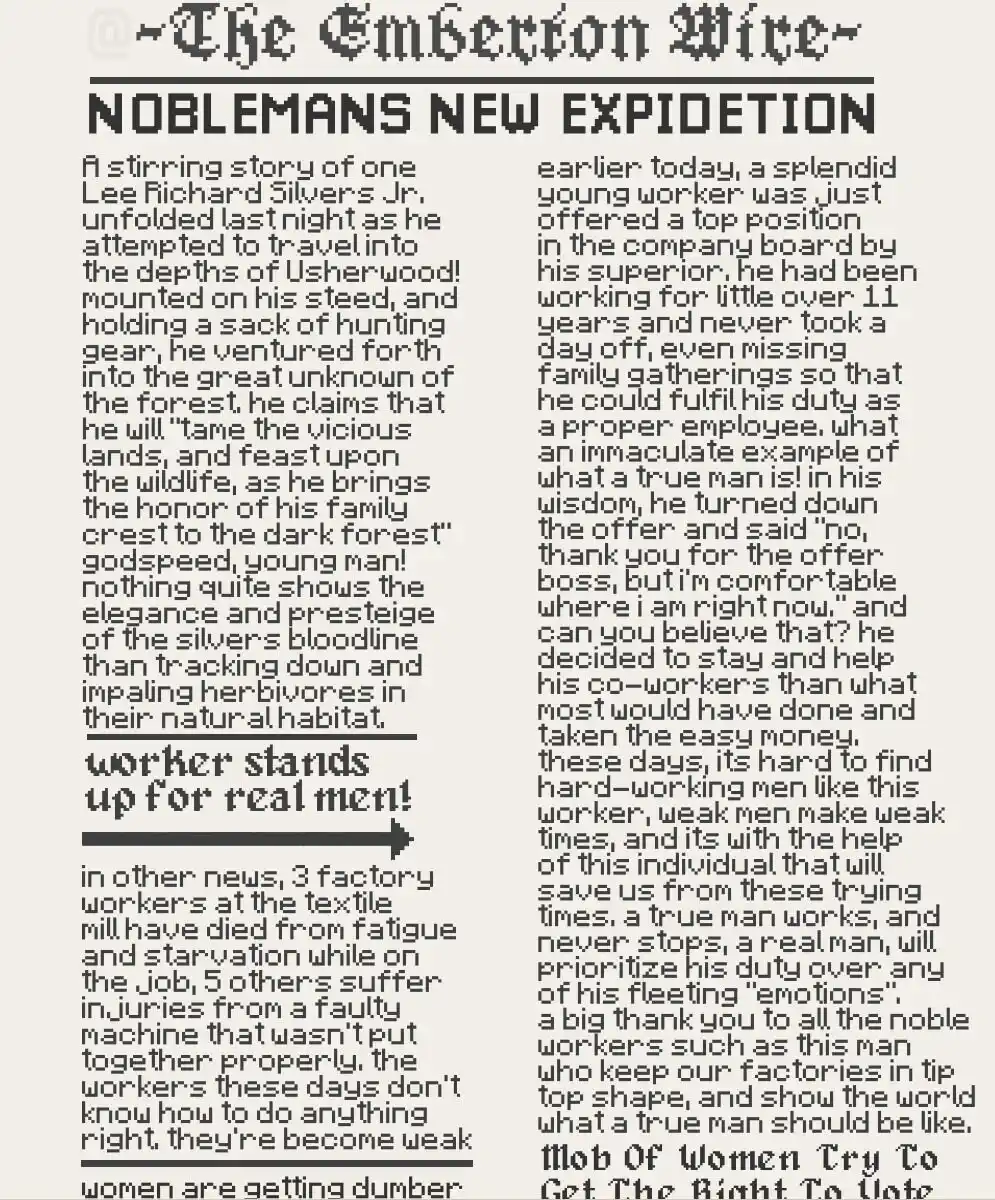 ~The Emberion Wire~
NOBLEMANS NEW EXPIDETION
A stirring story of one
Lee Richard Silvers Jr.
unfolded last night as he
attempted to travel into
the depths of Usherwood!
mounted on his steed, and
holding a sack of hunting
gear, he ventured forth
into the great unknown of
the forest. he claims that
he will "tame the vicious
lands, and feast upon
the wildlife, as he brings
the honor of his family
crest to the dark forest"
godspeed, young man!
nothing quite shows the
elegance and presteige
of the silvers bloodline
than tracking down and
impaling herbivores in
their natural habitat.
worker stands
up for real men!
in other news, 3 factory
workers at the textile
mill have died from fatigue
and starvation while on
the job, 5 others suffer
injuries from a faulty
machine that wasn't put
together properly. the
workers these days don't
know how to do anything
right. they're become weak
women are getting dumber
earlier today, a splendid
young worker was just
offered a top position
in the company board by
his superior. he had been
working for little over 11
years and never took a
day off, even missing
family gatherings so that
he could fulfil his duty as
a proper employee. what
an immaculate example of
what a true man is! in his
wisdom, he turned down
the offer and said "no,
thank you for the offer
boss, but i'm comfortable
where i am right now." and
can you believe that? he
decided to stay and help
his co-workers than what
most would have done and
taken the easy money.
these days, its hard to find
hard-working men like this
worker, weak men make weak
times, and its with the help
of this individual that will
save us from these trying
times. a true man works, and
never stops, a real man, will
prioritize his duty over any
of his fleeting "emotions".
a big thank you to all the noble
workers such as this man
who keep our factories in tip
top shape, and show the world
what a true man should be like.
Mob Of Women Try To
Get The Right To Vote